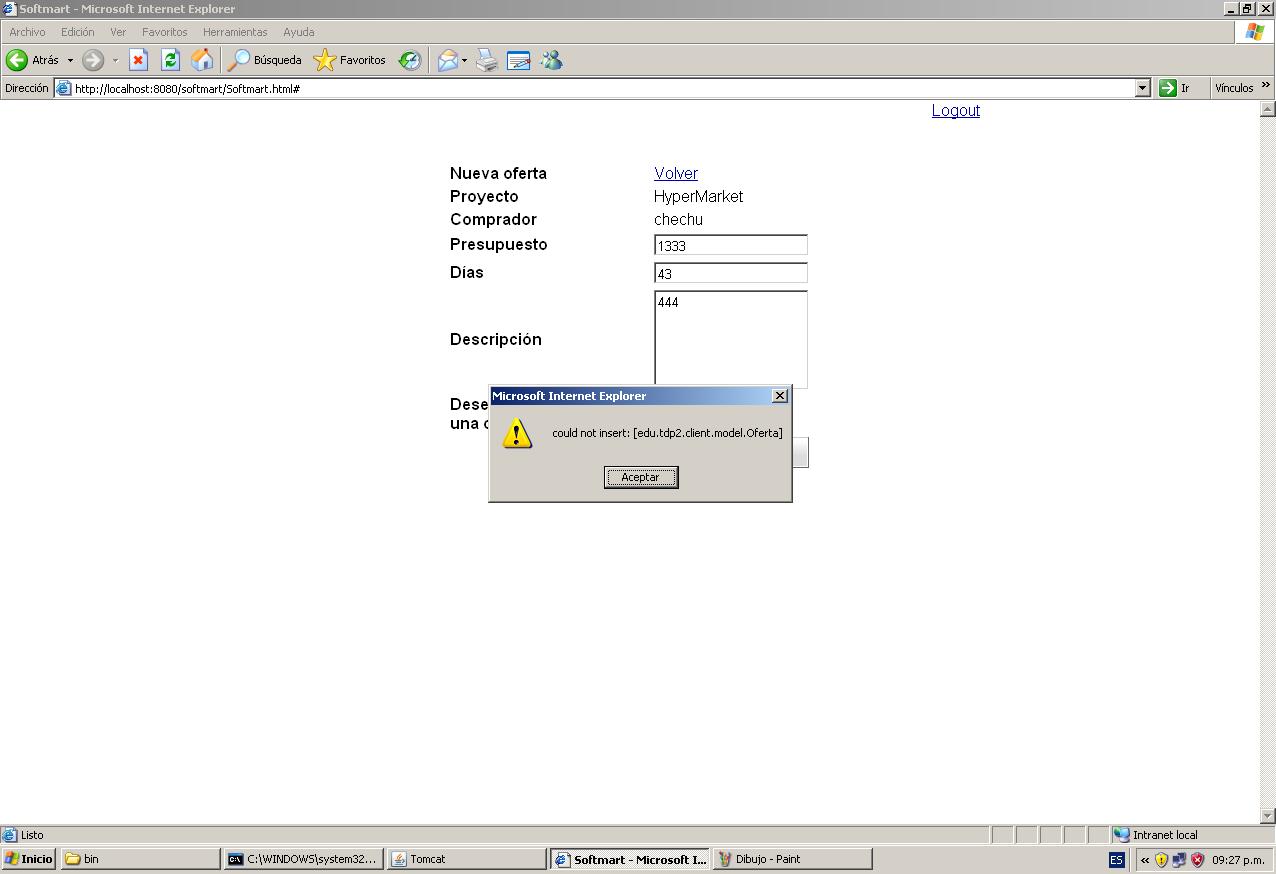 Softmart - Microsoft Internet Explorer
Archivo Edición Ver Favoritos Herramientas Ayuda
Atrás Búsqueda Favoritos
Dirección http://localhost:8080/softmart/Softmart.html# Ir Vínculos »
Logout
Nueva oferta Volver
Proyecto HyperMarket
Comprador chechu
Presupuesto 1333
Días 43
444
Descripción
Microsoft Internet Explorer
Dese
una
could not insert: [edu.tdp2.client.model.Oferta]
Aceptar
Listo Intranet local
Inicio bin C:\WINDOWS\system32... Tomcat Softmart - Microsoft I... Dibujo - Paint ES « 09:27 p.m.